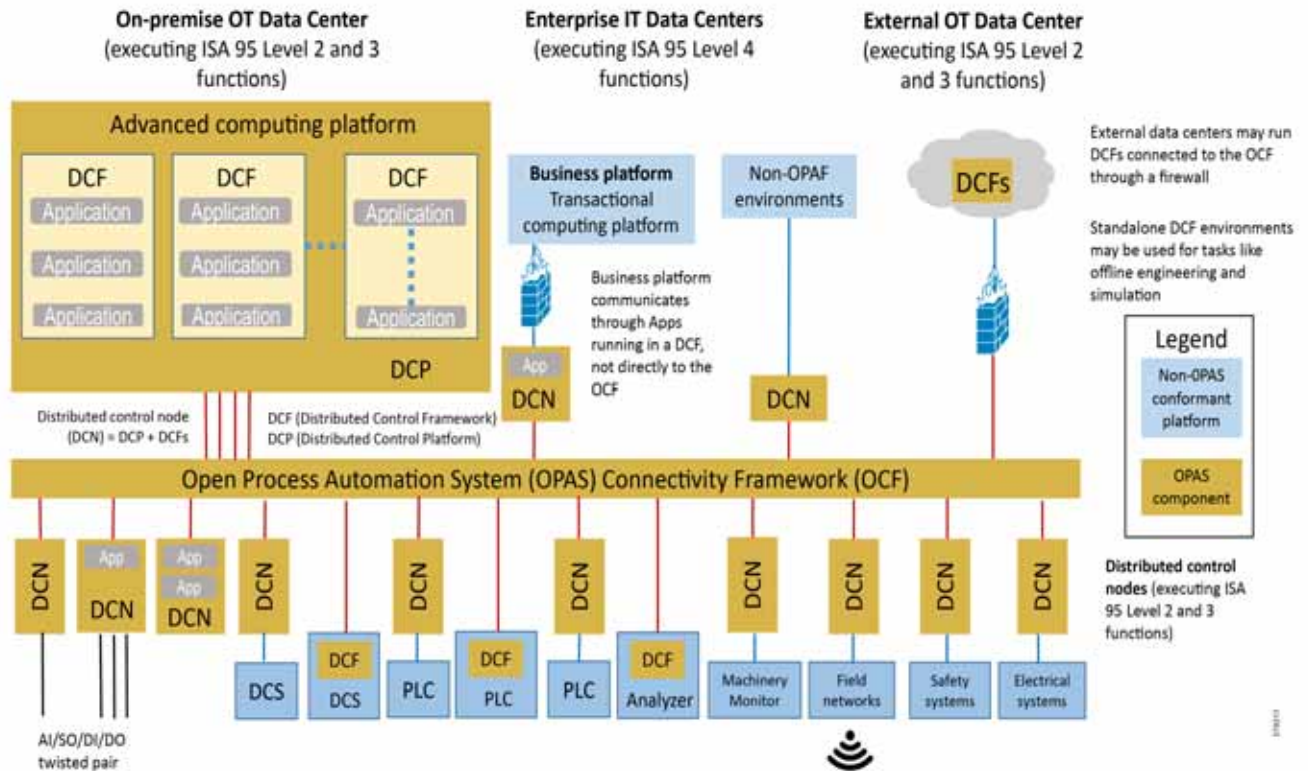 On-premise OT Data Center
(executing ISA 95 Level 2 and 3
functions)
Enterprise IT Data Centers
(executing ISA 95 Level 4
functions)
External OT Data Center
(executing ISA 95 Level 2
and 3 functions)
Advanced computing platform
DCF
Application
Application
Application
DCF
Application
Application
Application
DCF
Application
Application
DCP
Business platform
Transactional
computing platform
Non-OPAF
environments
DCFs
External data centers may run
DCFs connected to the OCF
through a firewall
Standalone DCF environments
may be used for tasks like
offline engineering and
simulation
Business platform
communicates
through Apps
running in a DCF,
not directly to the
OCF
App
DCN
DCN
Legend
Non-OPAS
conformant
platform
OPAS
component
Distributed control node
(DCN) = DCP + DCFs
DCF (Distributed Control Framework)
DCP (Distributed Control Platform)
Open Process Automation System (OPAS) Connectivity Framework (OCF)
DCN
App
DCN
App
App
DCN
DCN
DCN
DCN
DCN
DCN
DCN
DCN
Distributed control
nodes (executing ISA
95 Level 2 and 3
functions)
DCS
DCF
DCS
PLC
DCF
PLC
PLC
DCF
Analyzer
Machinery
Monitor
Field
networks
Safety
systems
Electrical
systems
AI/SO/DI/DO
twisted pair